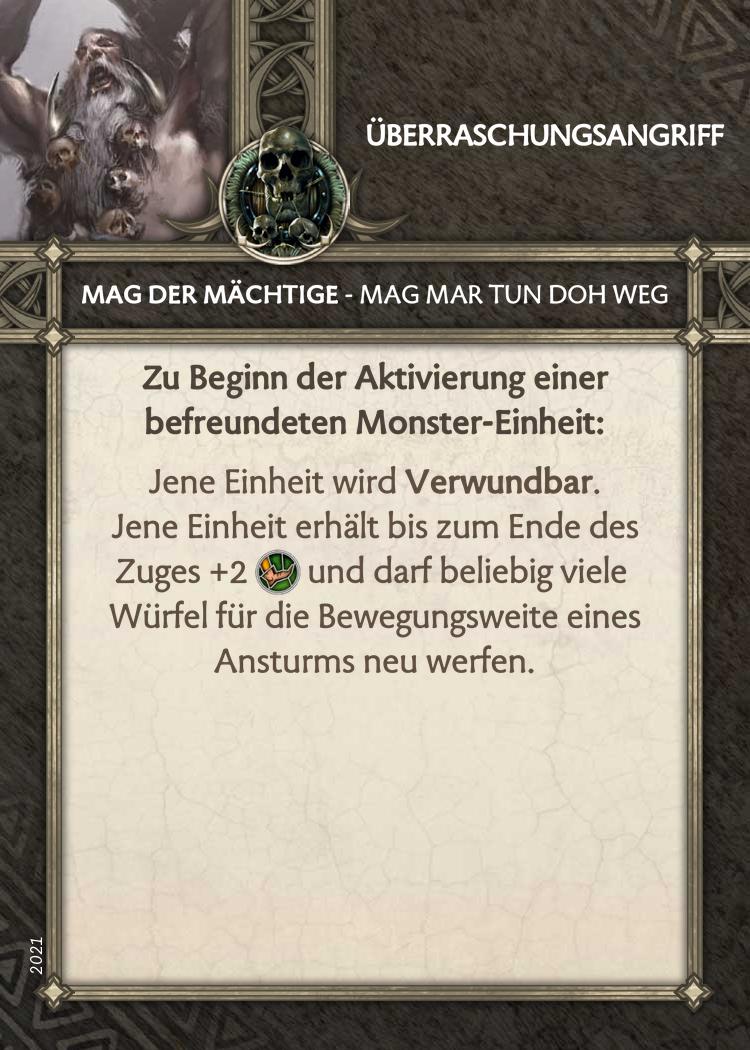 ÜBERRASCHUNGSANGRIFF
MAG DER MÄCHTIGE - MAG MAR TUN DOH WEG
Zu Beginn der Aktivierung einer
befreundeten Monster-Einheit:
Jene Einheit wird Verwundbar.
Jene Einheit erhält bis zum Ende des
Zuges +2 und darf beliebig viele
Würfel für die Bewegungsweite eines
Ansturms neu werfen.
2021